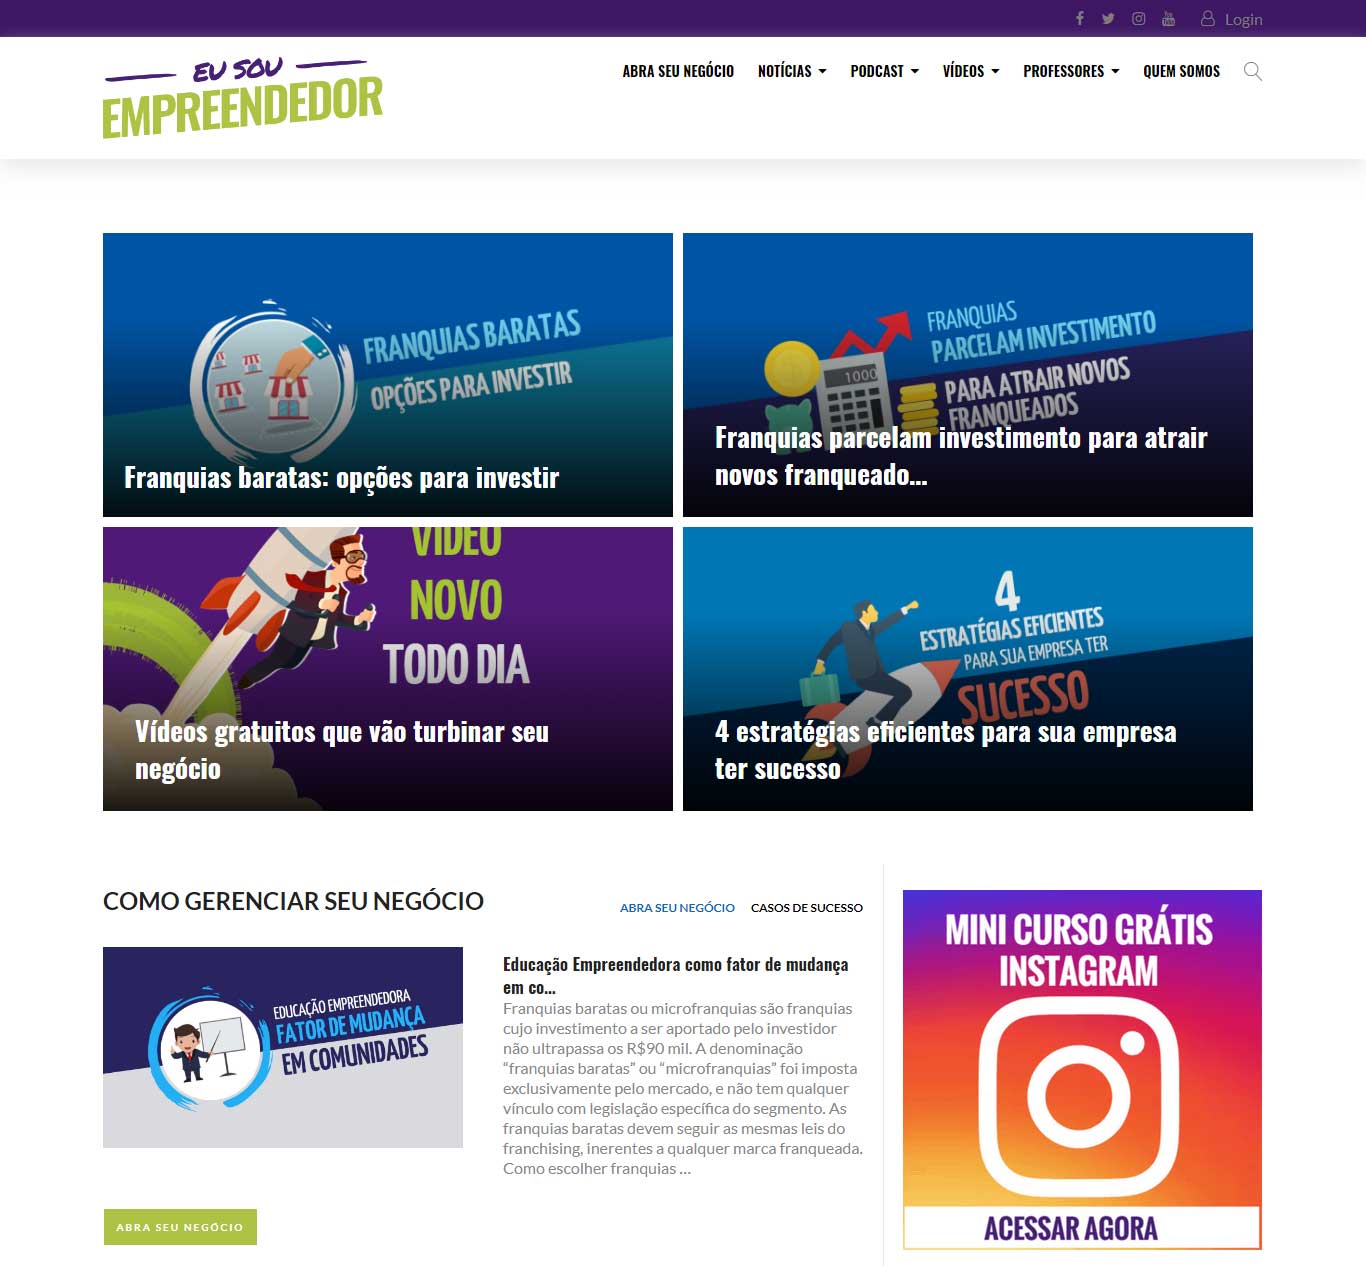 Login
EU SOU
EMPREENDEDOR
ABRA SEU NEGÓCIO NOTÍCIAS PODCAST VÍDEOS PROFESSORES QUEM SOMOS
FRANQUIAS BARATAS
OPÇÕES PARA INVESTIR
Franquias baratas: opções para investir
FRANQUIAS
PARCELAM INVESTIMENTO
PARA ATRAIR NOVOS
FRANQUEADOS
1000
Franquias parcelam investimento para atrair
novos franqueado...
VÍDEO
NOVO
TODO DIA
Vídeos gratuitos que vão turbinar seu
negócio
4
ESTRATÉGIAS EFICIENTES
PARA SUA EMPRESA TER
SUCESSO
4 estratégias eficientes para sua empresa
ter sucesso
COMO GERENCIAR SEU NEGÓCIO
ABRA SEU NEGÓCIO CASOS DE SUCESSO
EDUCAÇÃO EMPREENDEDORA
FATOR DE MUDANÇA
EM COMUNIDADES
Educação Empreendedora como fator de mudança
em co...
Franquias baratas ou microfranquias são franquias
cujo investimento a ser aportado pelo investidor
não ultrapassa os R$90 mil. A denominação
“franquias baratas” ou “microfranquias” foi imposta
exclusivamente pelo mercado, e não tem qualquer
vínculo com legislação específica do segmento. As
franquias baratas devem seguir as mesmas leis do
franchising, inerentes a qualquer marca franqueada.
Como escolher franquias ...
ABRA SEU NEGÓCIO
MINI CURSO GRÁTIS
INSTAGRAM
ACESSAR AGORA